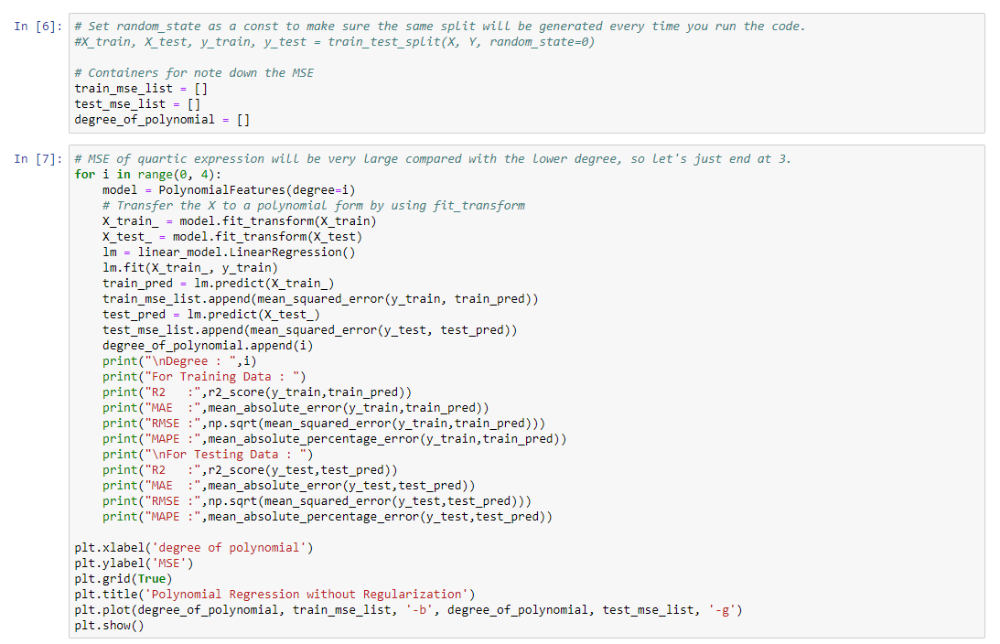 In [6]: # Set random_state as a const to make sure the same split will be generated every time you run the code.
#X_train, X_test, y_train, y_test = train_test_split(X, Y, random_state=0)

# Containers for note down the MSE
train_mse_list = []
test_mse_list = []
degree_of_polynomial = []

In [7]: # MSE of quartic expression will be very large compared with the lower degree, so let's just end at 3.
for i in range(0, 4):
    model = PolynomialFeatures(degree=i)
    # Transfer the X to a polynomial form by using fit_transform
    X_train_ = model.fit_transform(X_train)
    X_test_ = model.fit_transform(X_test)
    lm = linear_model.LinearRegression()
    lm.fit(X_train_, y_train)
    train_pred = lm.predict(X_train_)
    train_mse_list.append(mean_squared_error(y_train, train_pred))
    test_pred = lm.predict(X_test_)
    test_mse_list.append(mean_squared_error(y_test, test_pred))
    degree_of_polynomial.append(i)
    print("\nDegree : ",i)
    print("For Training Data : ")
    print("R2   :",r2_score(y_train,train_pred))
    print("MAE  :",mean_absolute_error(y_train,train_pred))
    print("RMSE :",np.sqrt(mean_squared_error(y_train,train_pred)))
    print("MAPE :",mean_absolute_percentage_error(y_train,train_pred))
    print("\nFor Testing Data : ")
    print("R2   :",r2_score(y_test,test_pred))
    print("MAE  :",mean_absolute_error(y_test,test_pred))
    print("RMSE :",np.sqrt(mean_squared_error(y_test,test_pred)))
    print("MAPE :",mean_absolute_percentage_error(y_test,test_pred))

plt.xlabel('degree of polynomial')
plt.ylabel('MSE')
plt.grid(True)
plt.title('Polynomial Regression without Regularization')
plt.plot(degree_of_polynomial, train_mse_list, '-b', degree_of_polynomial, test_mse_list, '-g')
plt.show()